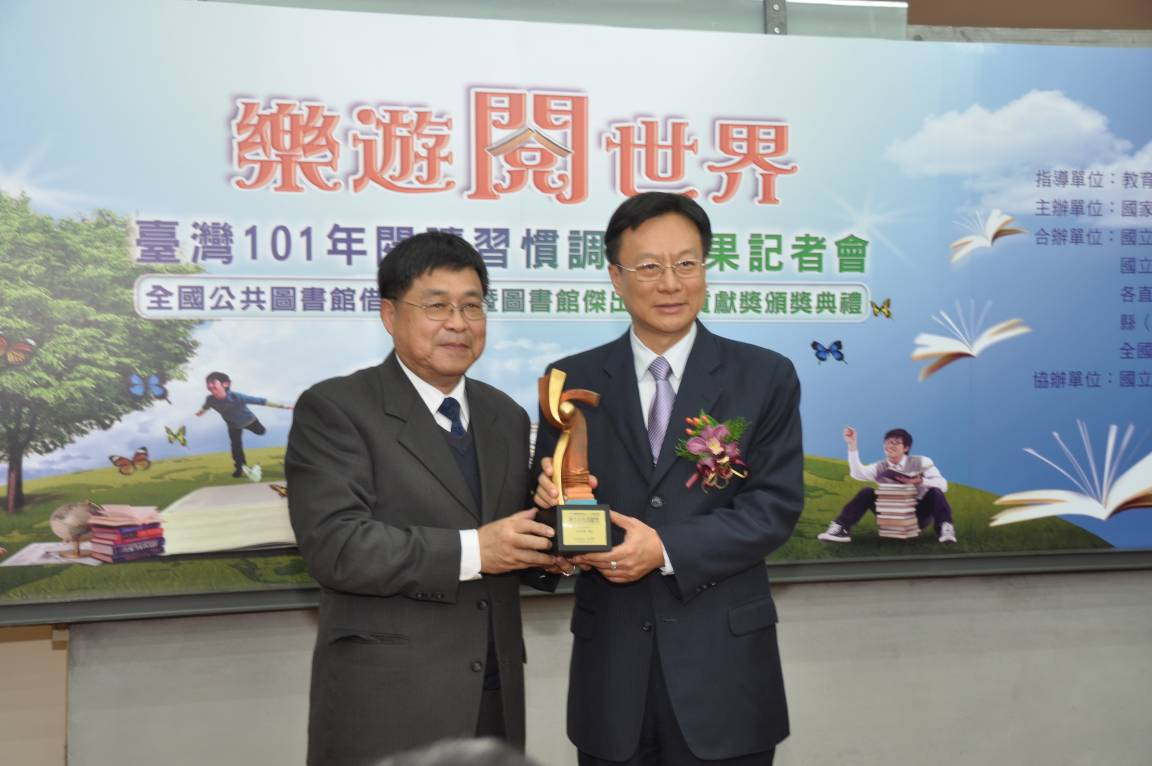 樂遊閱世界
臺灣101年閱讀習慣調 果記者會
全國公共圖書館借 暨圖書館傑出 貢獻獎頒獎典禮
指導單位：教育
主辦單位：國家
合辦單位：國立
國立
各直
縣（
全國
協辦單位：國立